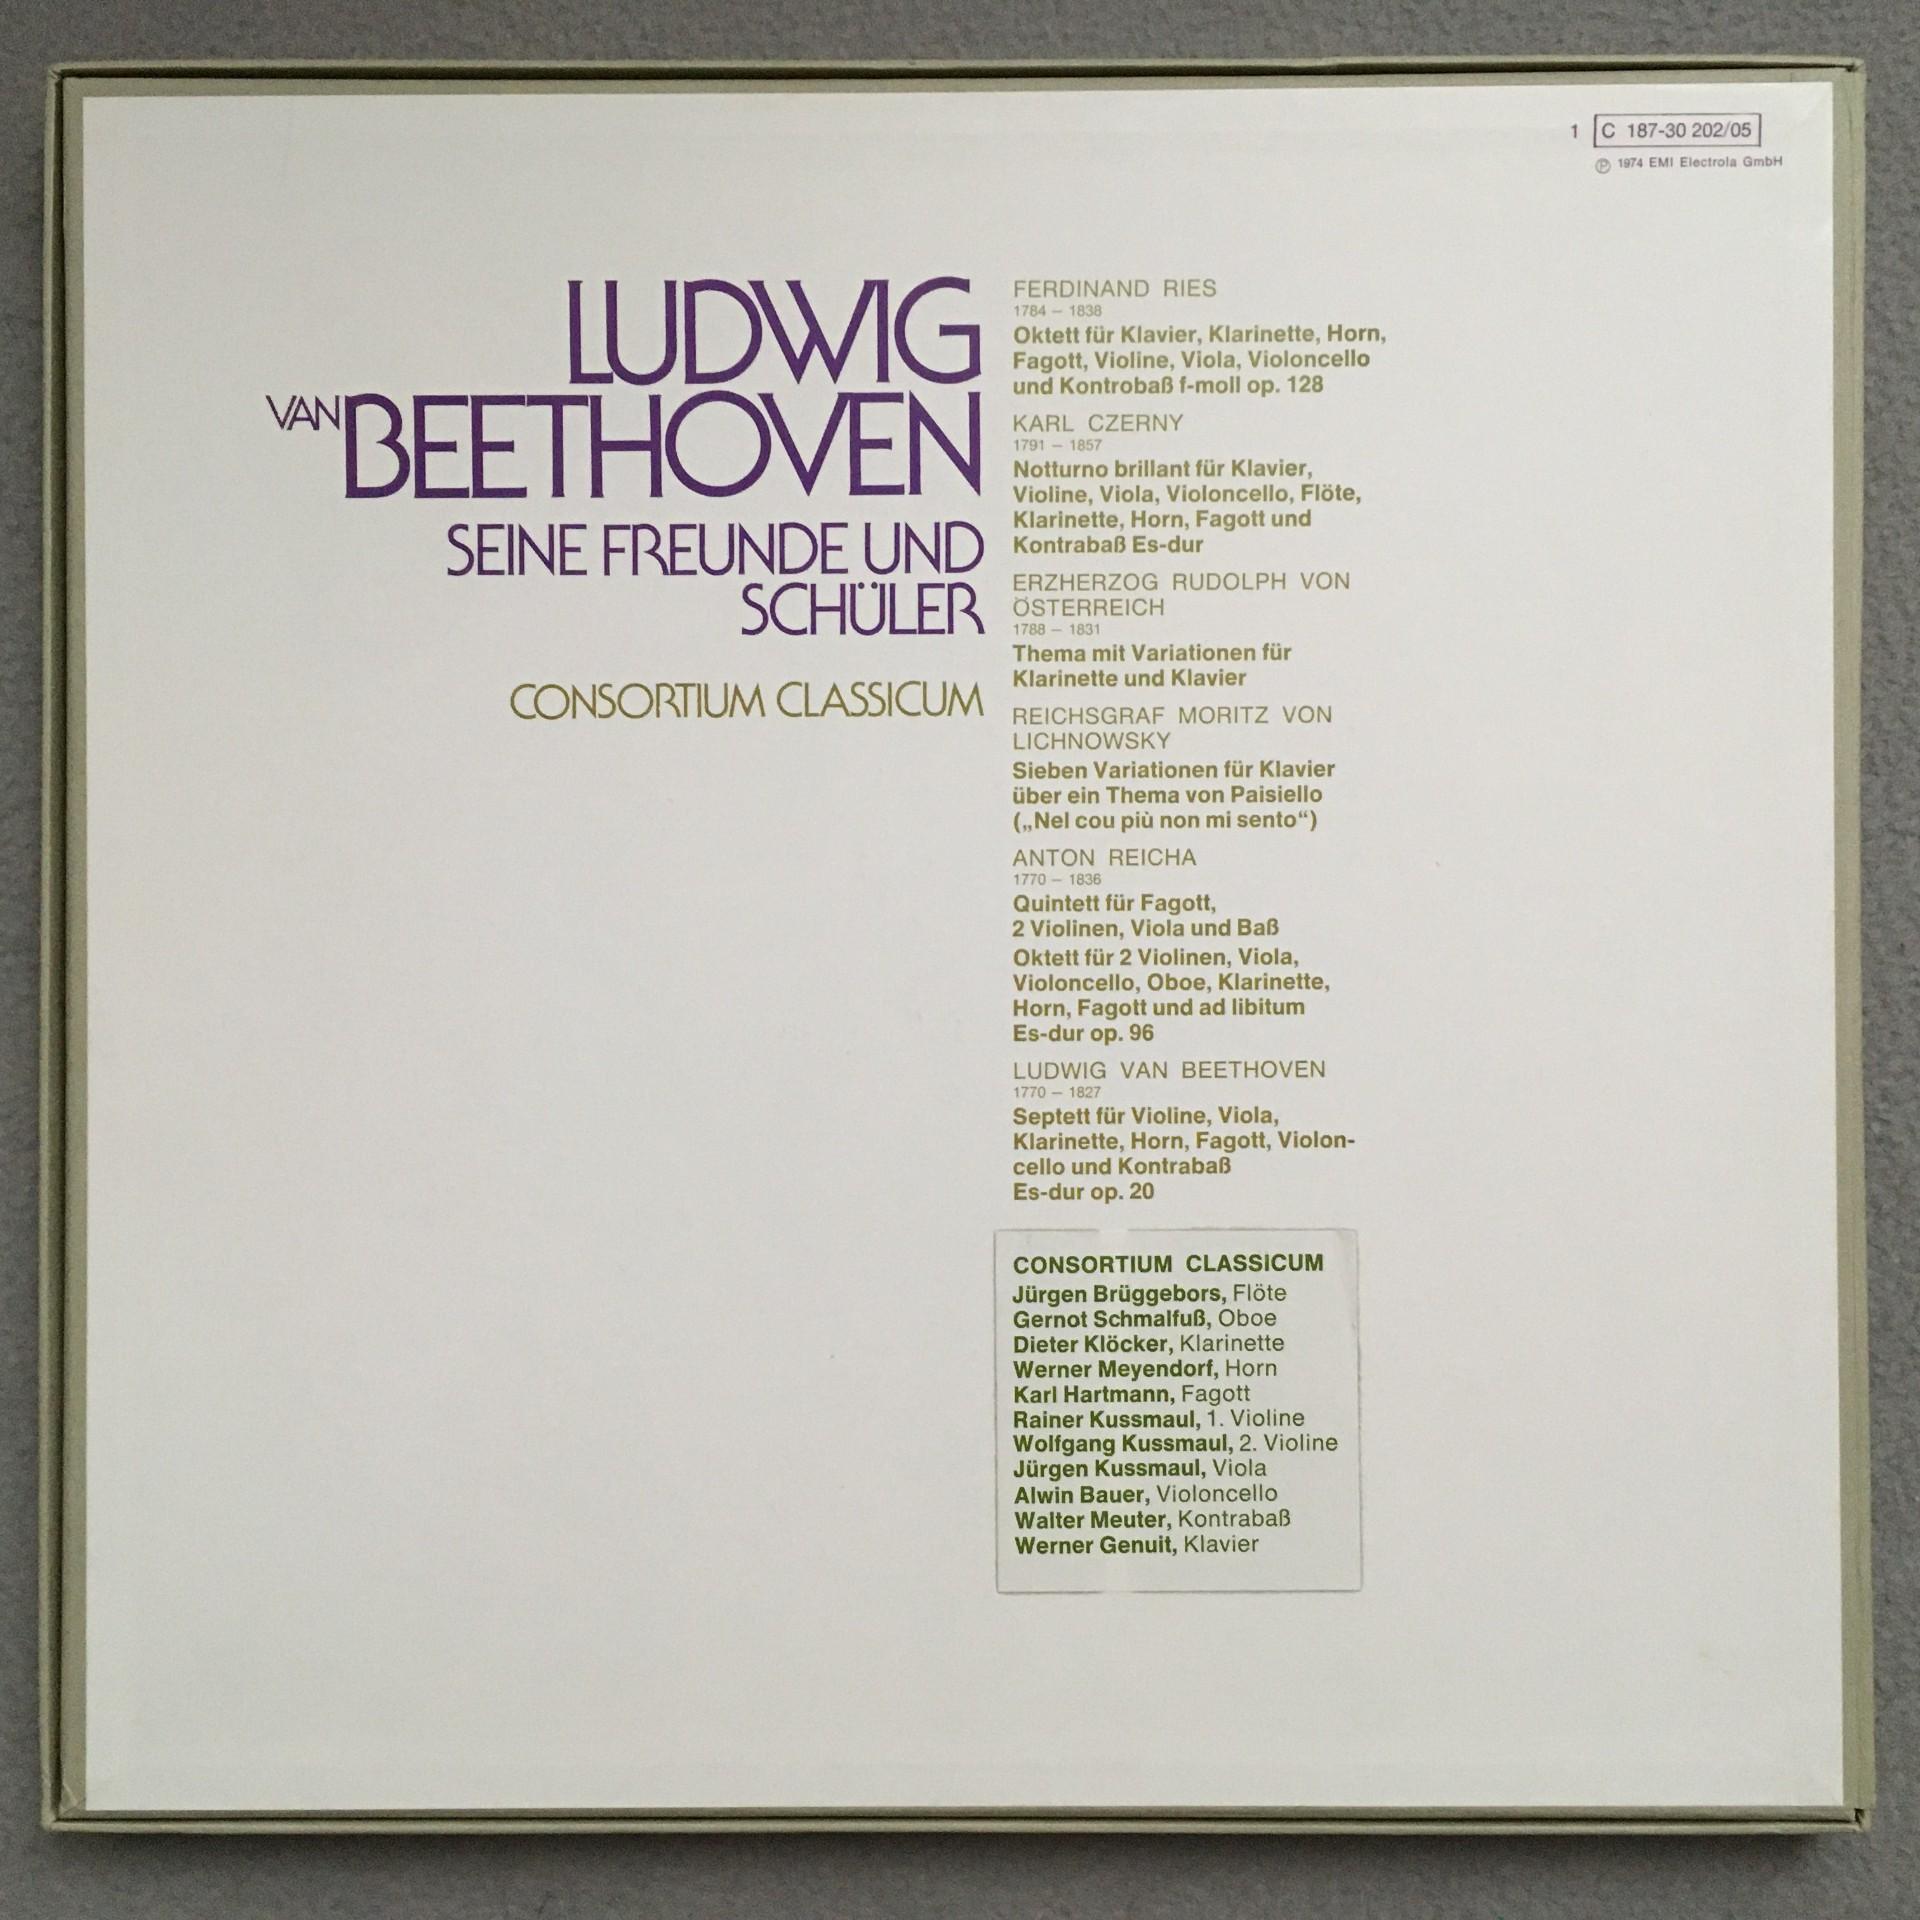 1 C 187-30 202/05
Ⓟ 1974 EMI Electrola GmbH
LUDWIG
VAN BEETHOVEN
SEINE FREUNDE UND
SCHÜLER
CONSORTIUM CLASSICUM
FERDINAND RIES
1784 – 1838
Oktett für Klavier, Klarinette, Horn,
Fagott, Violine, Viola, Violoncello
und Kontrobaß f-moll op. 128
KARL CZERNY
1791 – 1857
Notturno brillant für Klavier,
Violine, Viola, Violoncello, Flöte,
Klarinette, Horn, Fagott und
Kontrabaß Es-dur
ERZHERZOG RUDOLPH VON
ÖSTERREICH
1788 – 1831
Thema mit Variationen für
Klarinette und Klavier
REICHSGRAF MORITZ VON
LICHNOWSKY
Sieben Variationen für Klavier
über ein Thema von Paisiello
(„Nel cou più non mi sento“)
ANTON REICHA
1770 – 1836
Quintett für Fagott,
2 Violinen, Viola und Baß
Oktett für 2 Violinen, Viola,
Violoncello, Oboe, Klarinette,
Horn, Fagott und ad libitum
Es-dur op. 96
LUDWIG VAN BEETHOVEN
1770 – 1827
Septett für Violine, Viola,
Klarinette, Horn, Fagott, Violon-
cello und Kontrabaß
Es-dur op. 20
CONSORTIUM CLASSICUM
Jürgen Brüggebors, Flöte
Gernot Schmalfuß, Oboe
Dieter Klöcker, Klarinette
Werner Meyendorf, Horn
Karl Hartmann, Fagott
Rainer Kussmaul, 1. Violine
Wolfgang Kussmaul, 2. Violine
Jürgen Kussmaul, Viola
Alwin Bauer, Violoncello
Walter Meuter, Kontrabaß
Werner Genuit, Klavier